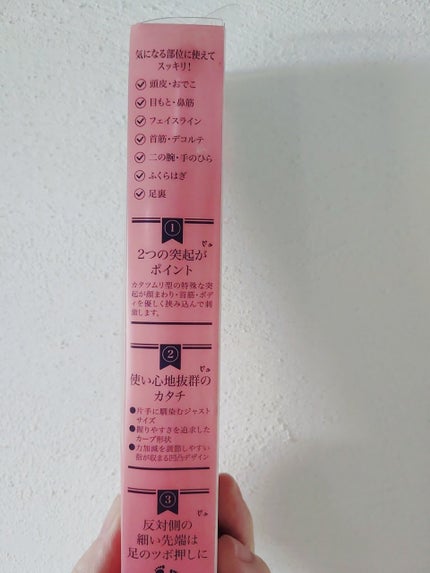 気になる部位に使えて
スッキリ!
頭皮・おでこ
目もと・鼻筋
フェイスライン
首筋・デコルテ
二の腕・手のひら
ふくらはぎ
足裏
1
2つの突起が
ポイント
カタツムリ型の特殊な突
起が顔まわり・首筋・ボデ
ィを優しく挟み込んで刺
激します。
2
使い心地抜群の
カタチ
●片手に馴染むジャスト
サイズ
●握りやすさを追求した
カーブ形状
●力加減を調節しやすい
指が収まる凹凸デザイン
3
反対側の
細い先端は
足のツボ押しに